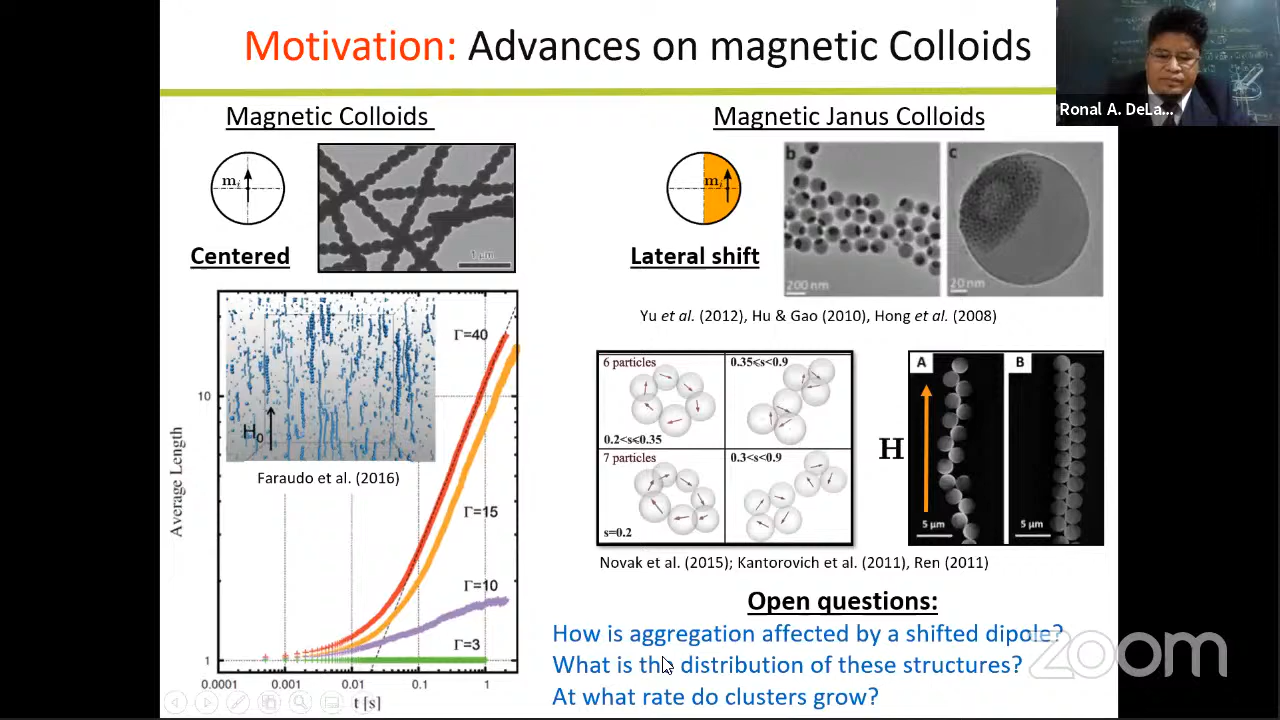 Motivation: Advances on magnetic Colloids
Ronal A. DeLa...
Magnetic Colloids
Magnetic Janus Colloids
mᵢ
1 μm
mᵢ
b
c
200 nm
20 nm
Centered
Lateral shift
Yu et al. (2012), Hu & Gao (2010), Hong et al. (2008)
Γ=40
H₀
Faraudo et al. (2016)
Γ=15
Γ=10
Γ=3
10
1
Average Length
0.0001
0.001
0.01
0.1
1
t [s]
6 particles
0.35⩽s<0.9
0.2<s⩽0.35
7 particles
0.3<s<0.9
s=0.2
H
A
B
5 μm
5 μm
Novak et al. (2015); Kantorovich et al. (2011), Ren (2011)
Open questions:
How is aggregation affected by a shifted dipole?
What is the distribution of these structures?
At what rate do clusters grow?
zoom